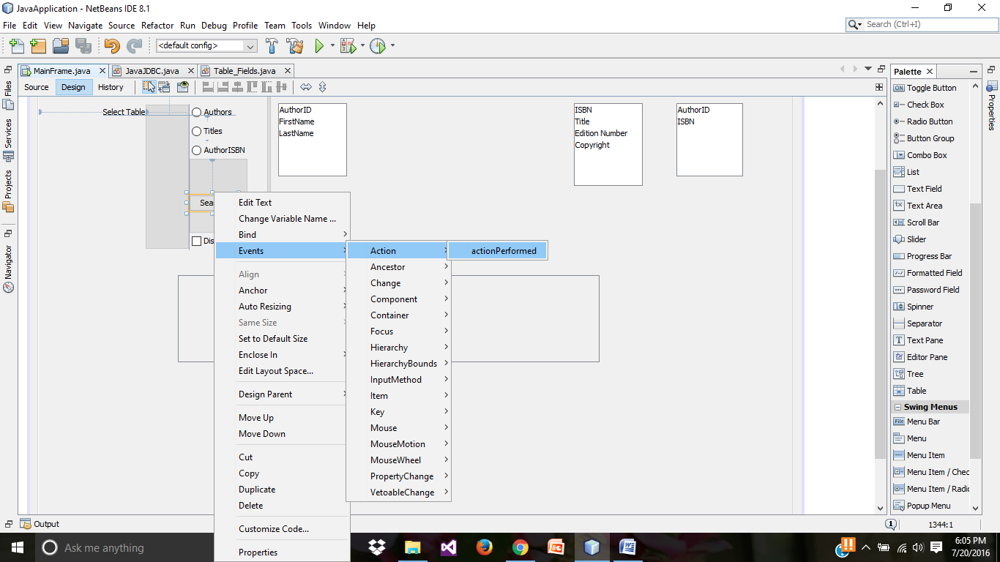 JavaApplication - NetBeans IDE 8.1
File Edit View Navigate Source Refactor Run Debug Profile Team Tools Window Help
Search (Ctrl+I)
<default config>
MainFrame.java
JavaJDBC.java
Table_Fields.java
Source Design History
Files
Services
Projects
Navigator
Select Table
Authors
Titles
AuthorISBN
AuthorID
FirstName
LastName
ISBN
Title
Edition Number
Copyright
AuthorID
ISBN
Sea
Dis
Edit Text
Change Variable Name ...
Bind
Events
Align
Anchor
Auto Resizing
Same Size
Set to Default Size
Enclose In
Edit Layout Space...
Design Parent
Move Up
Move Down
Cut
Copy
Duplicate
Delete
Customize Code...
Properties
Action
Ancestor
Change
Component
Container
Focus
Hierarchy
HierarchyBounds
InputMethod
Item
Key
Mouse
MouseMotion
MouseWheel
PropertyChange
VetoableChange
actionPerformed
Palette
Toggle Button
Check Box
Radio Button
Button Group
Combo Box
List
Text Field
Text Area
Scroll Bar
Slider
Progress Bar
Formatted Field
Password Field
Spinner
Separator
Text Pane
Editor Pane
Tree
Table
Swing Menus
Menu Bar
Menu
Menu Item
Menu Item / Chec
Menu Item / Radic
Popup Menu
Properties
Output
1
1344:1
Ask me anything
6:05 PM
7/20/2016